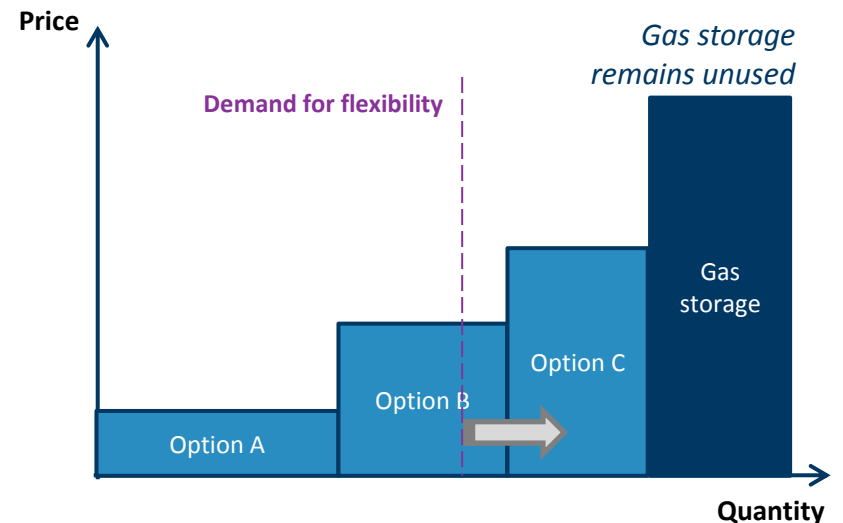 Price
Gas storage
remains unused
Demand for flexibility
Gas
storage
Option C
Option B
Option A
Quantity